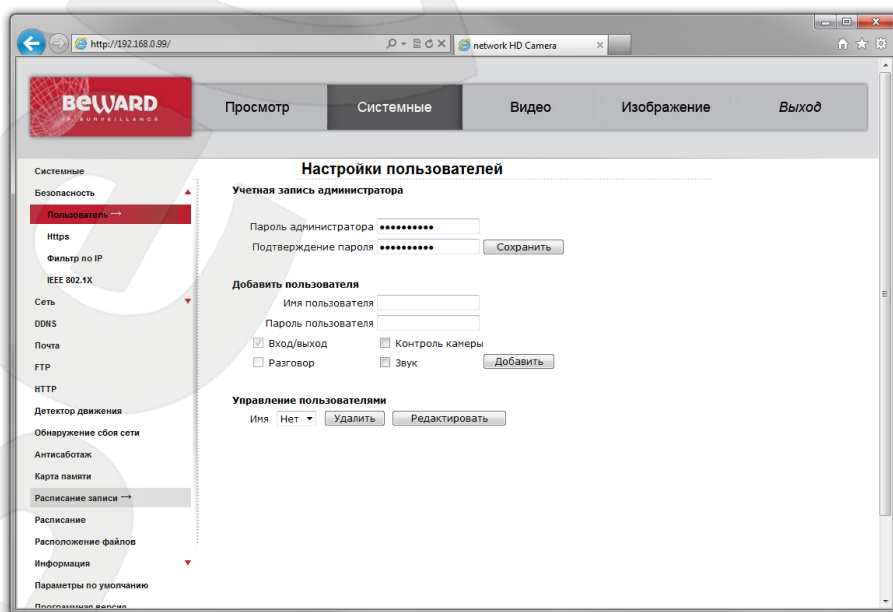 http://192.168.0.99/
network HD Camera
BEWARD
IP SURVEILLANCE
Просмотр
Системные
Видео
Изображение
Выход
Системные
Безопасность
Пользователь →
Https
Фильтр по IP
IEEE 802.1X
Сеть
DDNS
Почта
FTP
HTTP
Детектор движения
Обнаружение сбоя сети
Антисаботаж
Карта памяти
Расписание записи →
Расписание
Расположение файлов
Информация
Параметры по умолчанию
Программная версия
Настройки пользователей
Учетная запись администратора
Пароль администратора ●●●●●●●●●●
Подтверждение пароля ●●●●●●●●●● Сохранить
Добавить пользователя
Имя пользователя
Пароль пользователя
Вход/выход Контроль камеры
Разговор Звук Добавить
Управление пользователями
Имя Нет Удалить Редактировать